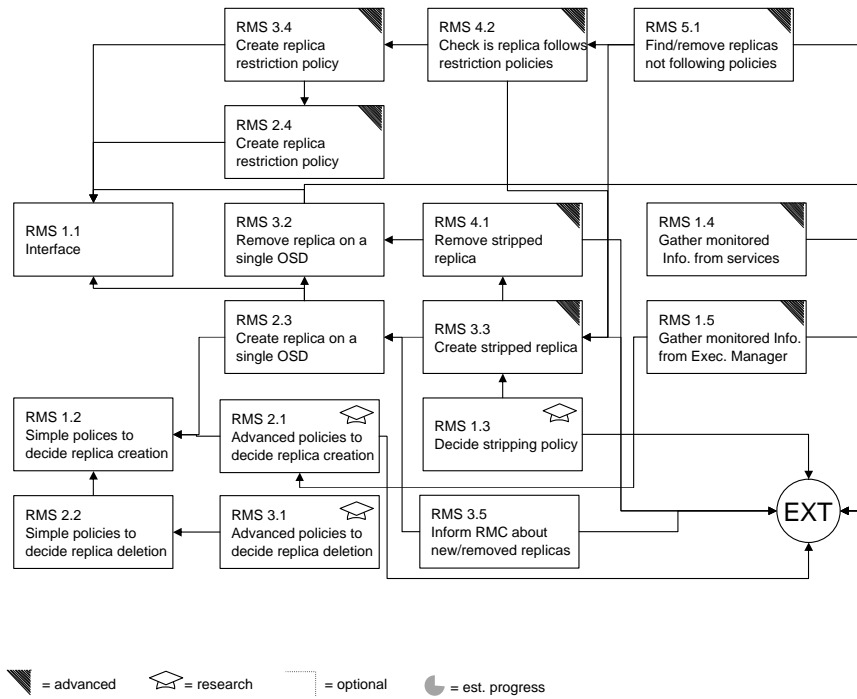 RMS 3.4
Create replica
restriction policy
RMS 4.2
Check is replica follows
restriction policies
RMS 5.1
Find/remove replicas
not following policies
RMS 2.4
Create replica
restriction policy
RMS 1.1
Interface
RMS 3.2
Remove replica on a
single OSD
RMS 4.1
Remove stripped
replica
RMS 1.4
Gather monitored
Info. from services
RMS 2.3
Create replica on a
single OSD
RMS 3.3
Create stripped replica
RMS 1.5
Gather monitored Info.
from Exec. Manager
RMS 1.2
Simple polices to
decide replica creation
RMS 2.1
Advanced policies to
decide replica creation
RMS 1.3
Decide stripping policy
RMS 2.2
Simple policies to
decide replica deletion
RMS 3.1
Advanced policies to
decide replica deletion
RMS 3.5
Inform RMC about
new/removed replicas
EXT
= advanced
= research
= optional
= est. progress